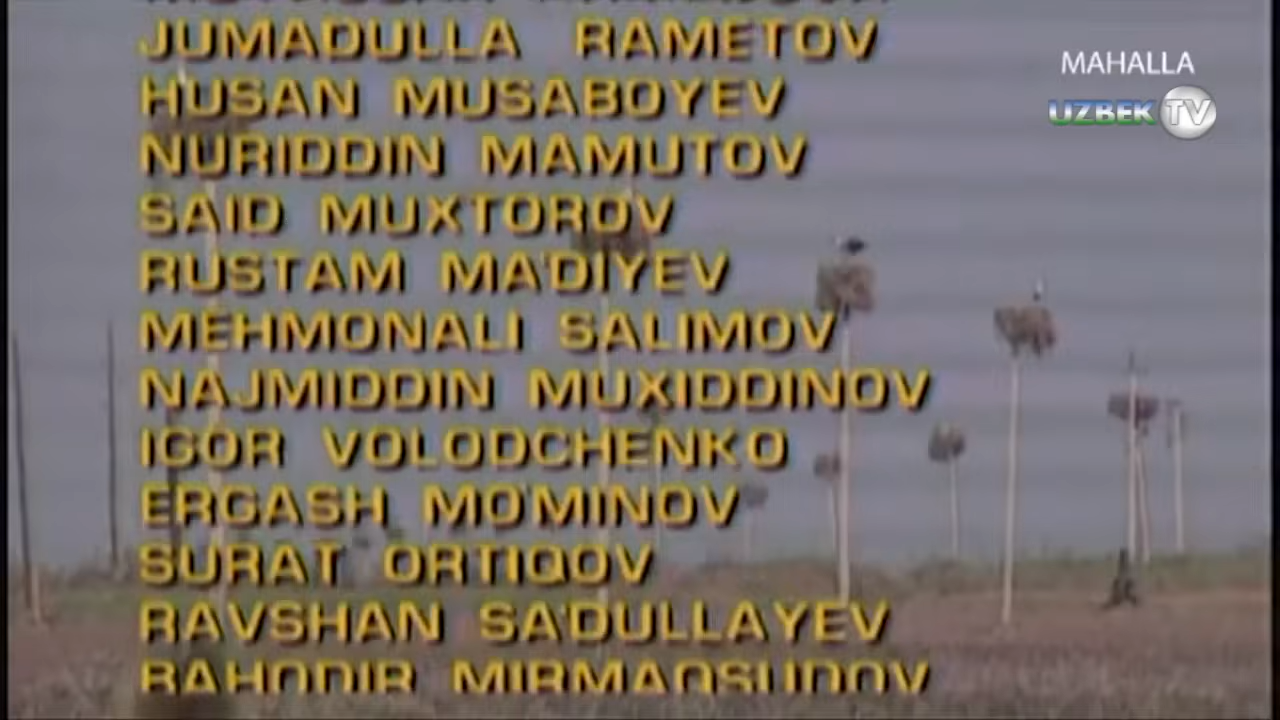 JUMADULLA RAMETOV
HUSAN MUSABOYEV
NURIDDIN MAMUTOV
SAID MUXTOROV
RUSTAM MA'DIYEV
MEHMONALI SALIMOV
NAJMIDDIN MUXIDDINOV
IGOR VOLODCHENKO
ERGASH MO'MINOV
SURAT ORTIQOV
RAVSHAN SA'DULLAYEV
BAHODIR MIRMAQSUDOV
MAHALLA
UZBEK TV